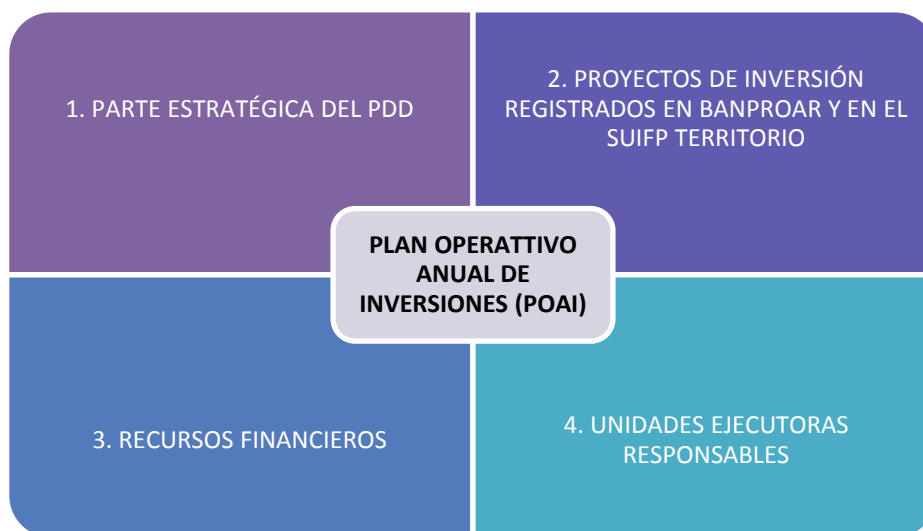 1. PARTE ESTRATÉGICA DEL PDD
2. PROYECTOS DE INVERSIÓN
REGISTRADOS EN BANPROAR Y EN EL
SUIFP TERRITORIO
PLAN OPERATTIVO
ANUAL DE
INVERSIONES (POAI)
3. RECURSOS FINANCIEROS
4. UNIDADES EJECUTORAS
RESPONSABLES